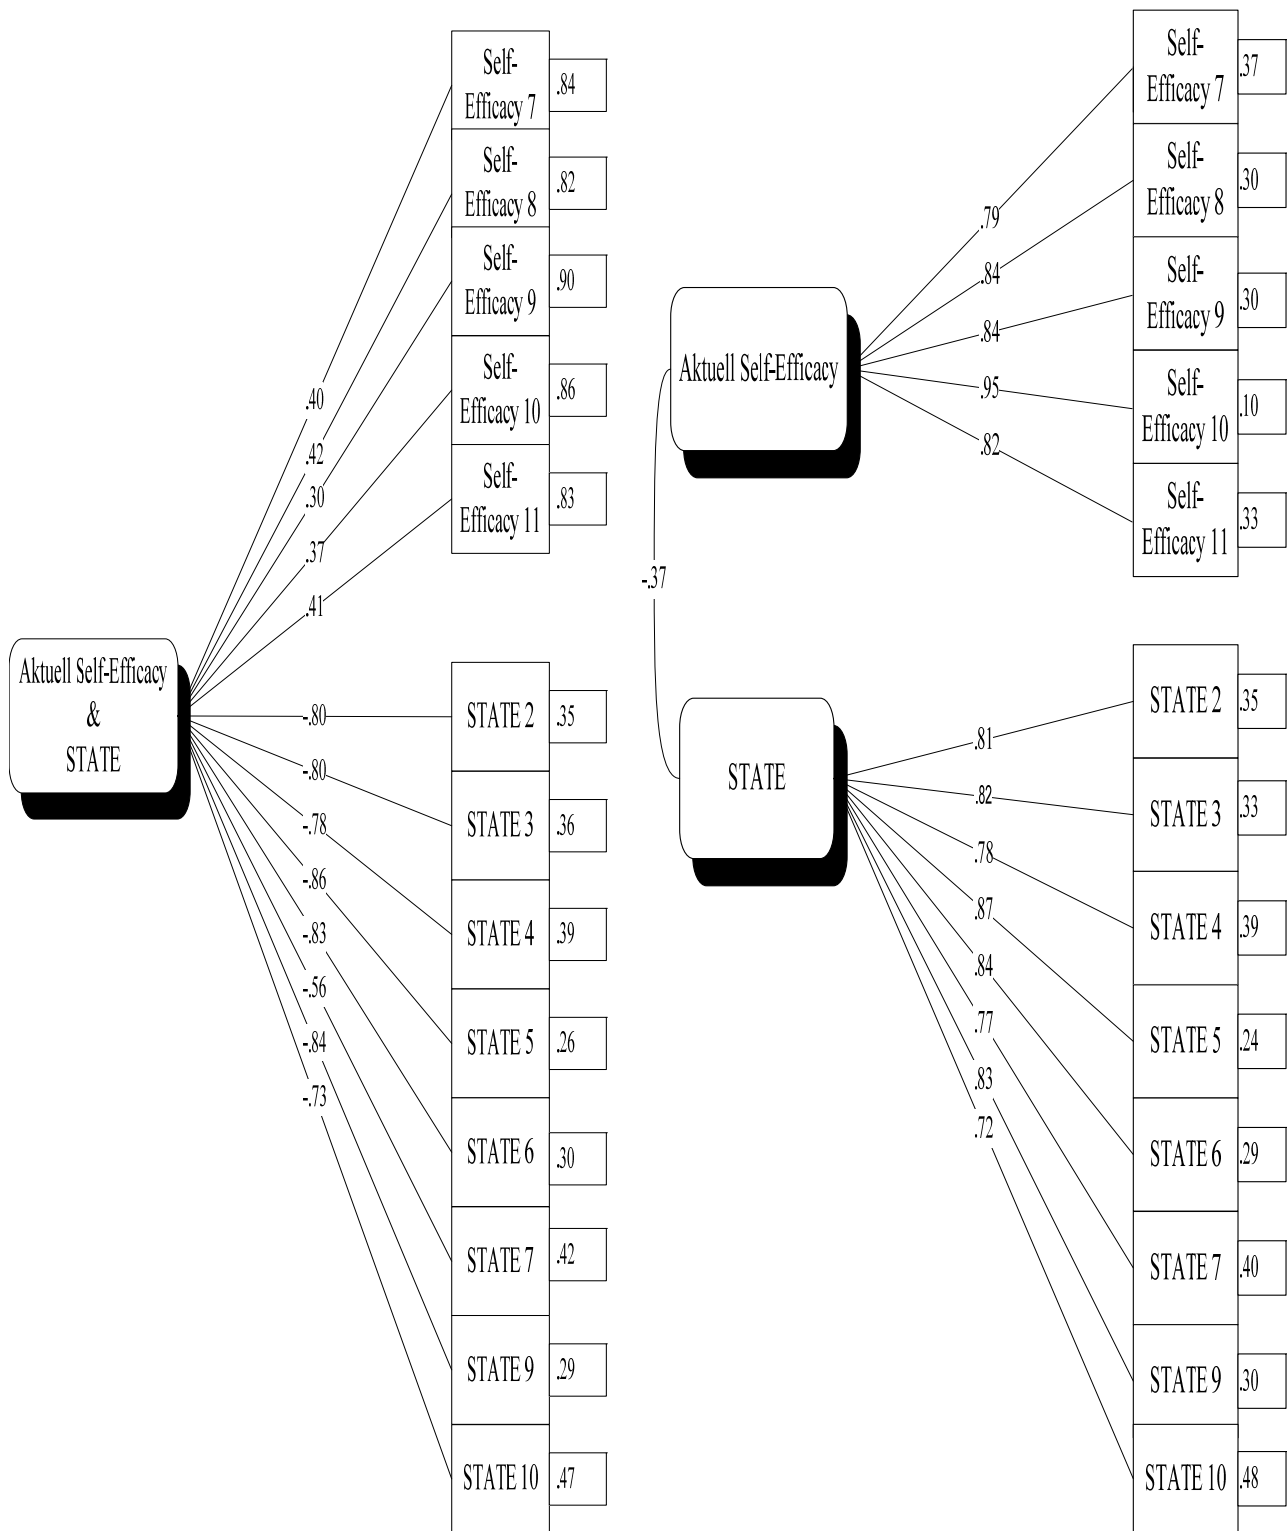 Self-
Efficacy 7
.84
Self-
Efficacy 8
.82
Self-
Efficacy 9
.90
Self-
Efficacy 10
.86
Self-
Efficacy 11
.83
.40
.42
.30
.37
.41
Aktuell Self-Efficacy
&
STATE
-.80
-.80
-.78
-.86
-.83
-.56
-.84
-.73
STATE 2
.35
STATE 3
.36
STATE 4
.39
STATE 5
.26
STATE 6
.30
STATE 7
.42
STATE 9
.29
STATE 10
.47
Self-
Efficacy 7
.37
Self-
Efficacy 8
.30
Self-
Efficacy 9
.30
Self-
Efficacy 10
.10
Self-
Efficacy 11
.33
.79
.84
.84
.95
.82
Aktuell Self-Efficacy
-.37
STATE
.81
.82
.78
.87
.84
.77
.83
.72
STATE 2
.35
STATE 3
.33
STATE 4
.39
STATE 5
.24
STATE 6
.29
STATE 7
.40
STATE 9
.30
STATE 10
.48